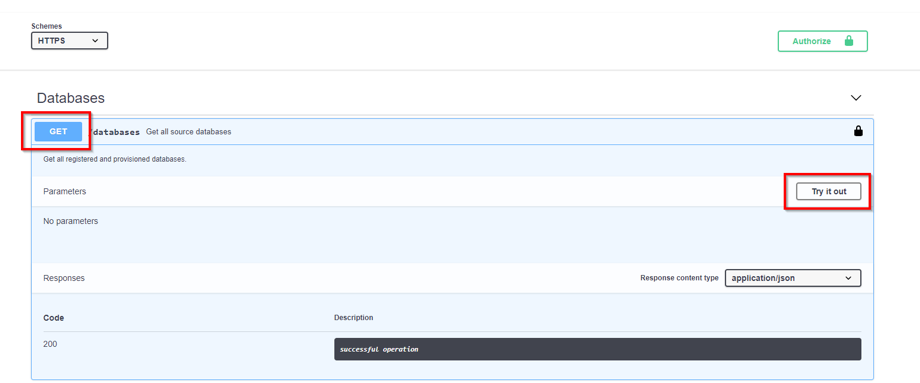 Schemes
HTTPS
Authorize
Databases
GET /databases Get all source databases
Get all registered and provisioned databases.
Parameters
Try it out
No parameters
Responses
Response content type application/json
Code Description
200 successful operation